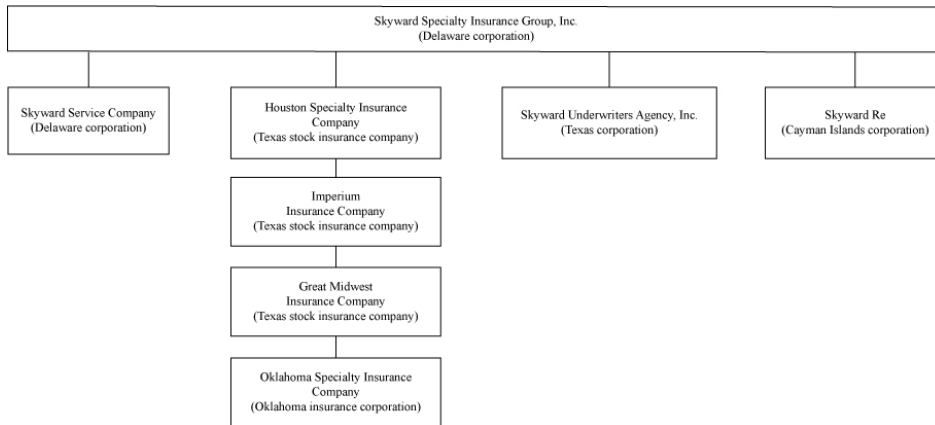 Skyward Specialty Insurance Group, Inc.
(Delaware corporation)
Skyward Service Company
(Delaware corporation)
Houston Specialty Insurance
Company
(Texas stock insurance company)
Skyward Underwriters Agency, Inc.
(Texas corporation)
Skyward Re
(Cayman Islands corporation)
Imperium
Insurance Company
(Texas stock insurance company)
Great Midwest
Insurance Company
(Texas stock insurance company)
Oklahoma Specialty Insurance
Company
(Oklahoma insurance corporation)